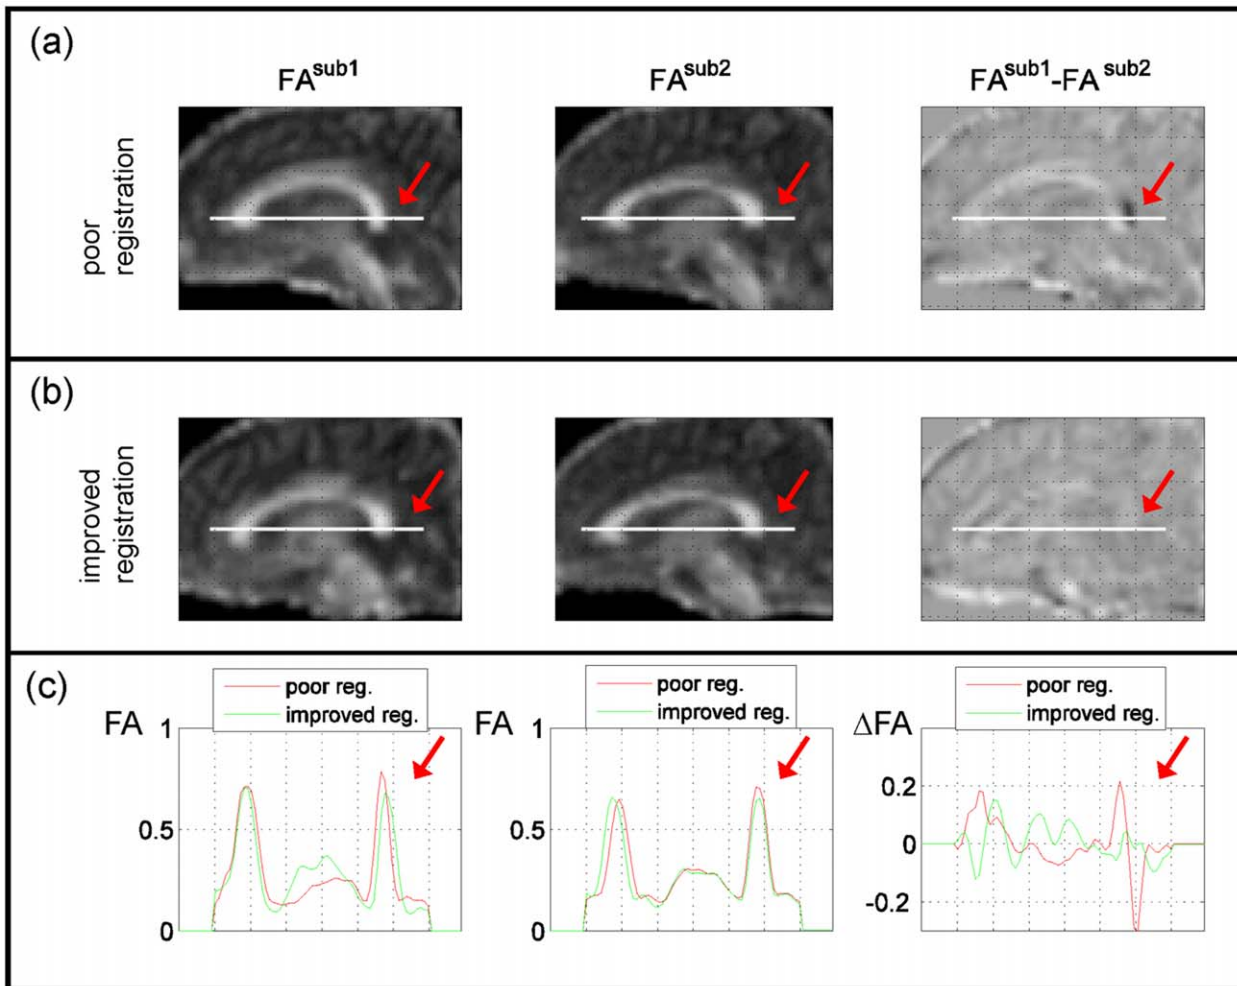 (a)
FA^sub1
FA^sub2
FA^sub1-FA^sub2
poor
registration
(b)
improved
registration
(c)
poor reg.
improved reg.
FA
1
0.5
0
poor reg.
improved reg.
FA
1
0.5
0
poor reg.
improved reg.
ΔFA
0.2
0
-0.2